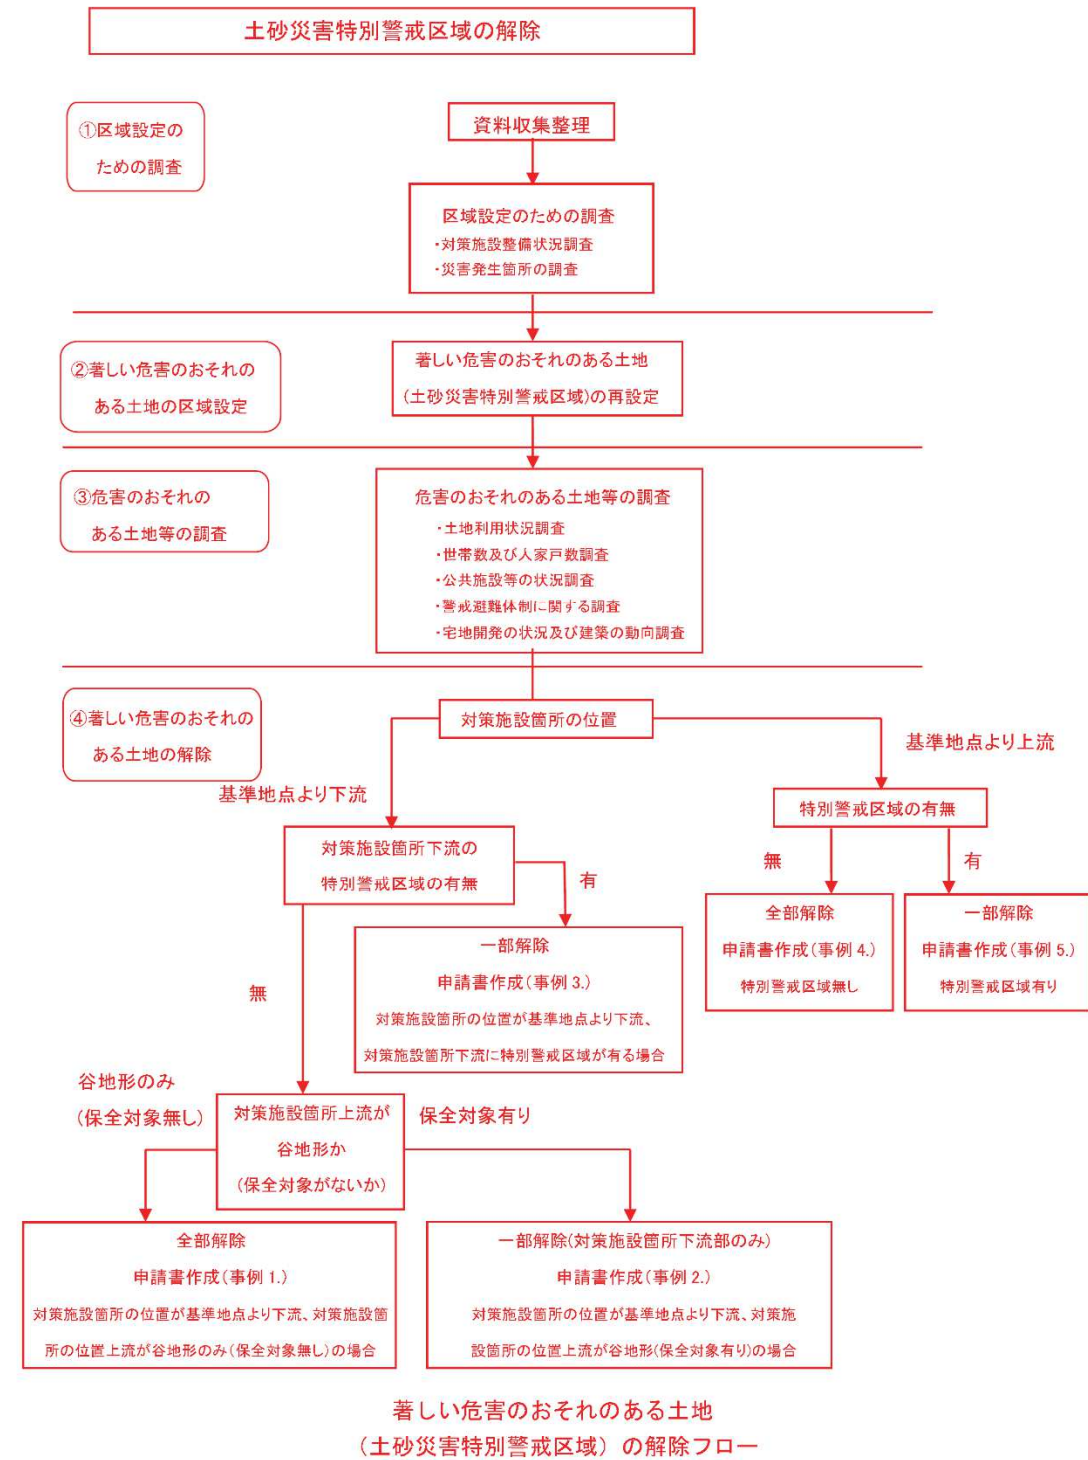 土砂災害特別警戒区域の解除
①区域設定の
ための調査
資料収集整理
区域設定のための調査
・対策施設整備状況調査
・災害発生箇所の調査
②著しい危害のおそれの
ある土地の区域設定
著しい危害のおそれのある土地
(土砂災害特別警戒区域)の再設定
③危害のおそれの
ある土地等の調査
危害のおそれのある土地等の調査
・土地利用状況調査
・世帯数及び人家戸数調査
・公共施設等の状況調査
・警戒避難体制に関する調査
・宅地開発の状況及び建築の動向調査
④著しい危害のおそれの
ある土地の解除
対策施設箇所の位置
基準地点より上流
基準地点より下流
特別警戒区域の有無
対策施設箇所下流の
特別警戒区域の有無
無
有
有
全部解除
申請書作成(事例 4.)
特別警戒区域無し
一部解除
申請書作成(事例 5.)
特別警戒区域有り
一部解除
申請書作成(事例 3.)
対策施設箇所の位置が基準地点より下流、
対策施設箇所下流に特別警戒区域が有る場合
無
谷地形のみ
(保全対象無し)
対策施設箇所上流が
谷地形か
(保全対象がないか)
保全対象有り
全部解除
申請書作成(事例 1.)
対策施設箇所の位置が基準地点より下流、対策施設箇
所の位置上流が谷地形のみ(保全対象無し)の場合
一部解除(対策施設箇所下流部のみ)
申請書作成(事例 2.)
対策施設箇所の位置が基準地点より下流、対策施
設箇所の位置上流が谷地形(保全対象有り)の場合
著しい危害のおそれのある土地
(土砂災害特別警戒区域)の解除フロー